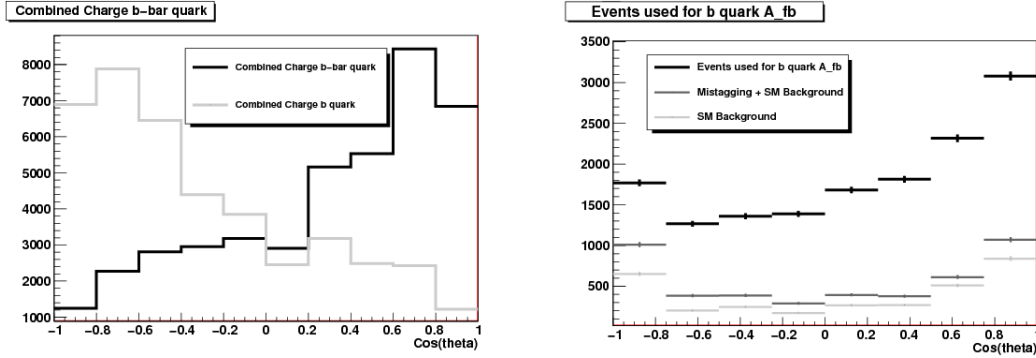 Combined Charge b-bar quark
8000
7000
6000
5000
4000
3000
2000
1000
Combined Charge b-bar quark
Combined Charge b quark
−1 −0.8 −0.6 −0.4 −0.2 0 0.2 0.4 0.6 0.8 1
Cos(theta)
Events used for b quark A_fb
3500
3000
2500
2000
1500
1000
500
Events used for b quark A_fb
Mistagging + SM Background
SM Background
−1 −0.8 −0.6 −0.4 −0.2 0 0.2 0.4 0.6 0.8 1
Cos(theta)